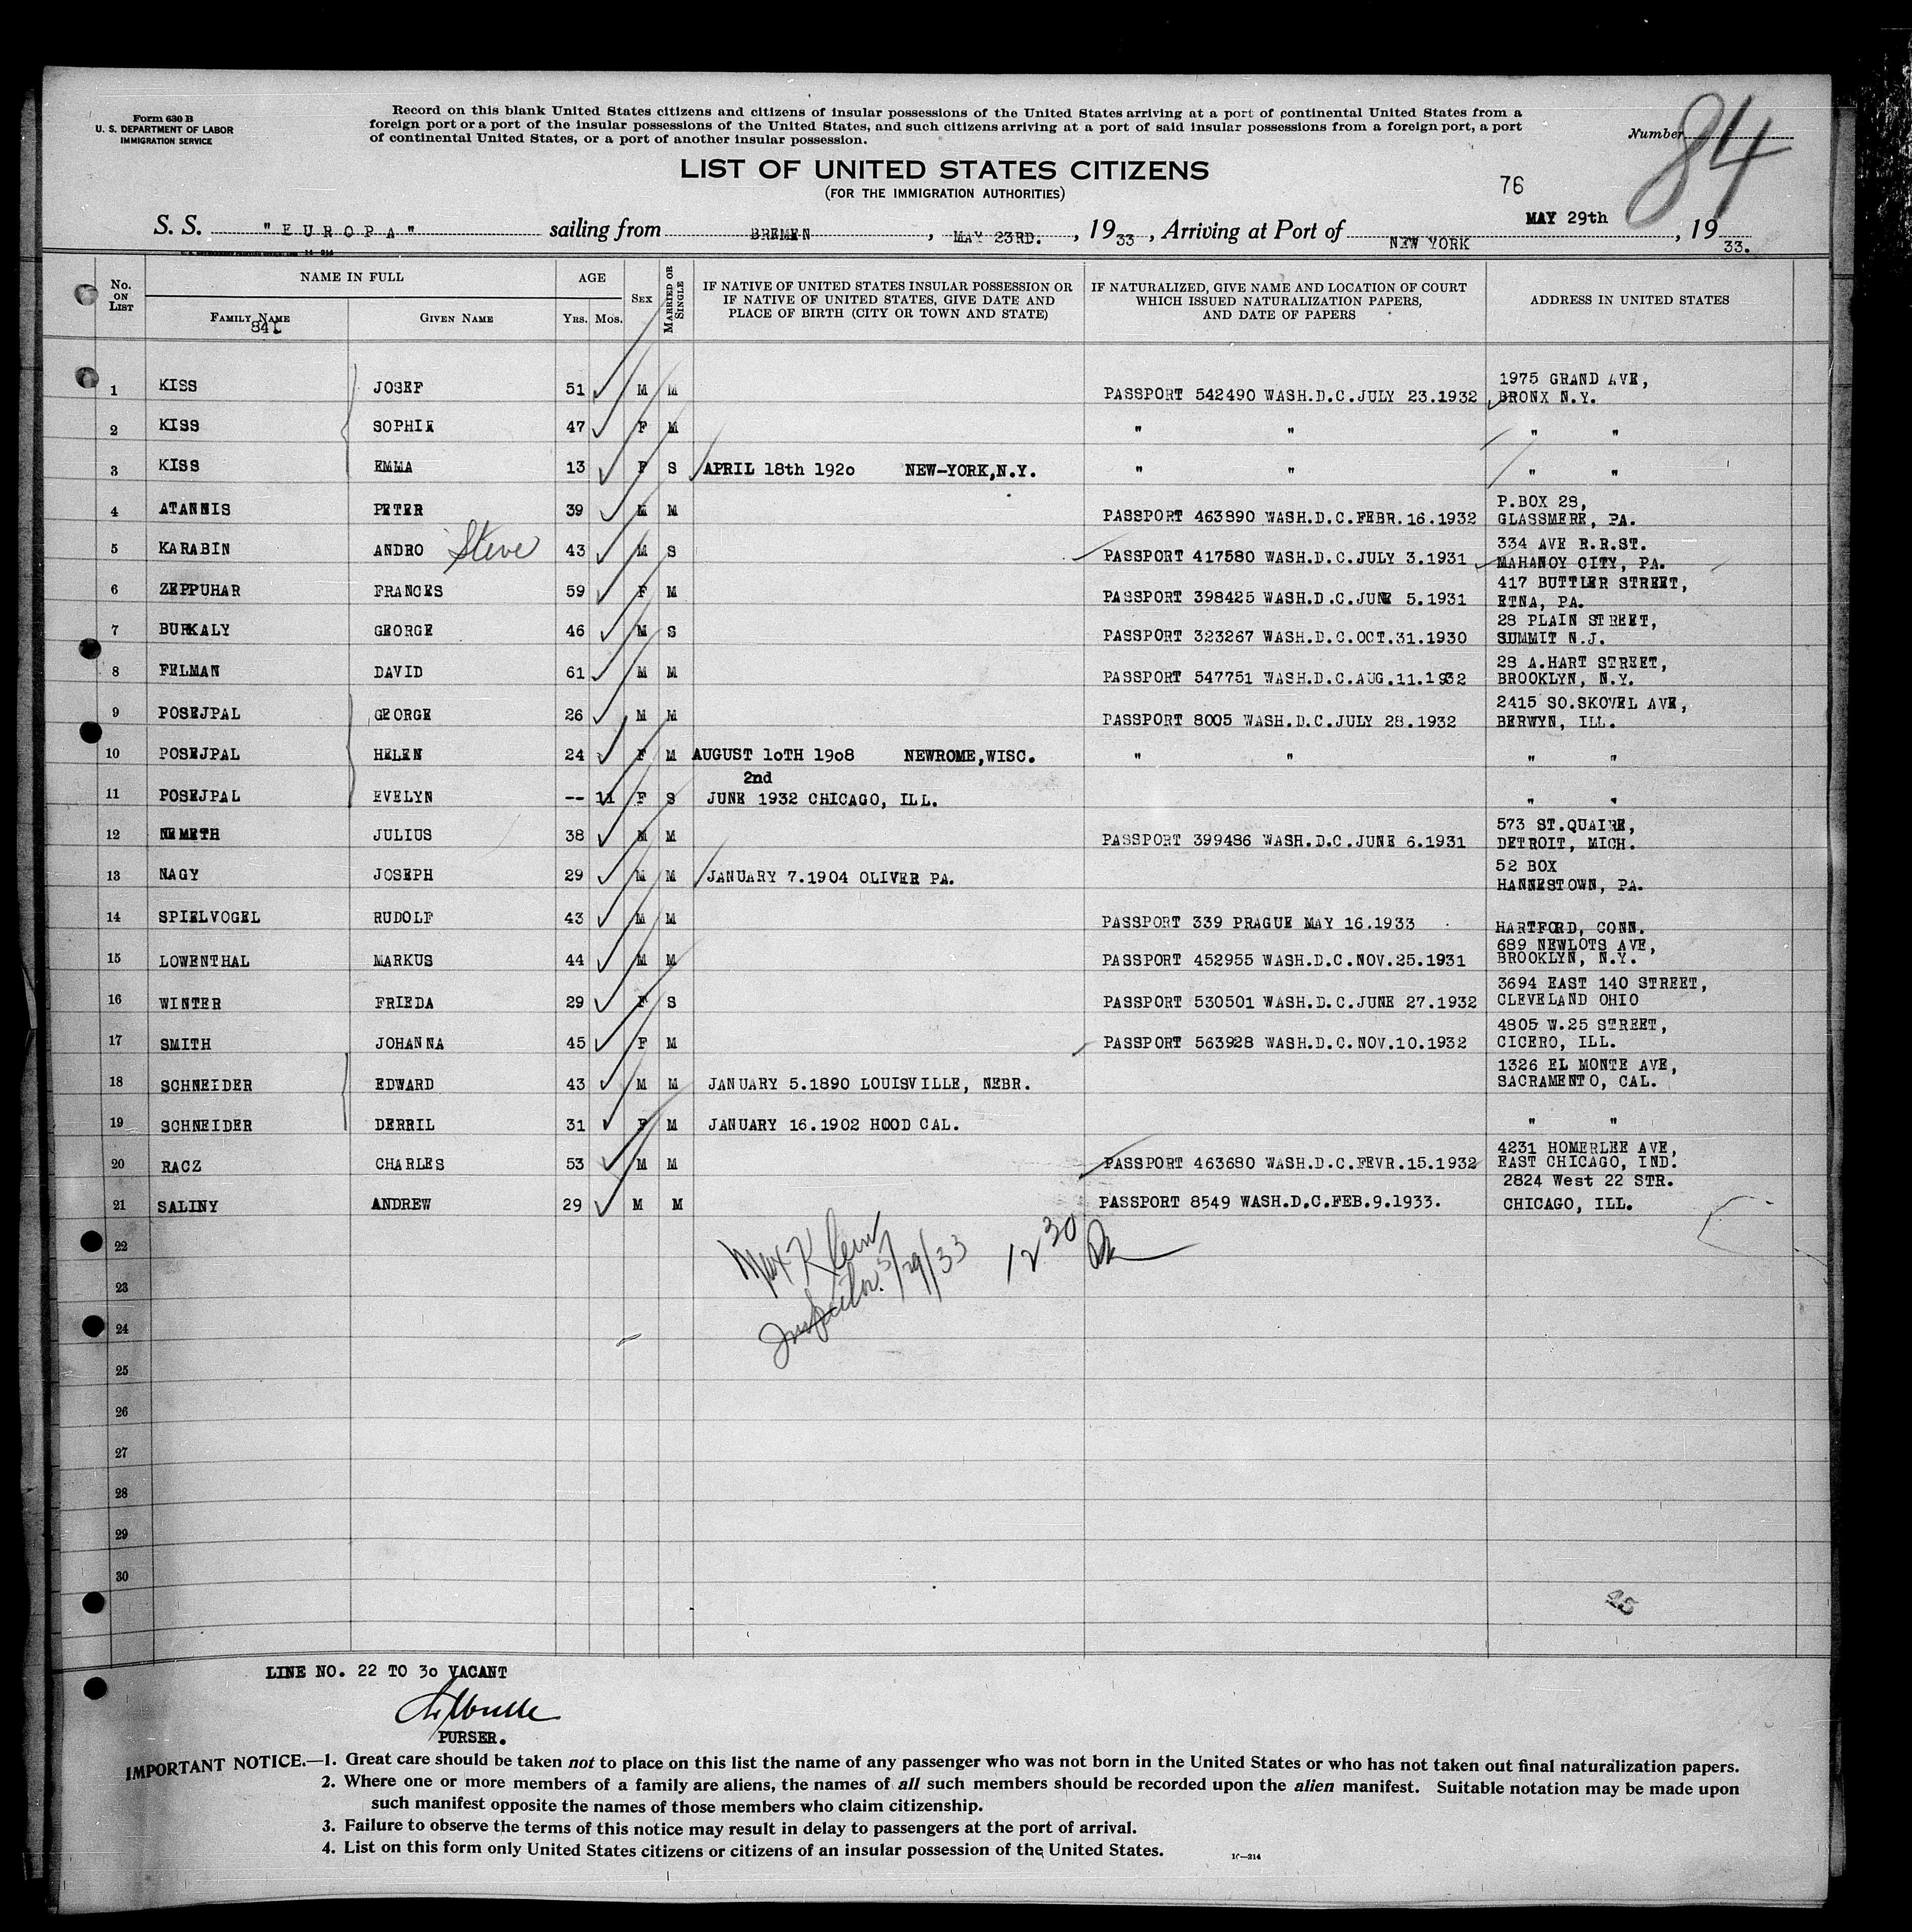 Form 630 B
U. S. DEPARTMENT OF LABOR
IMMIGRATION SERVICE
Record on this blank United States citizens and citizens of insular possessions of the United States arriving at a port of continental United States from a
foreign port or a port of the insular possessions of the United States, and such citizens arriving at a port of said insular possessions from a foreign port, a port
of continental United States, or a port of another insular possession.
Number 84
LIST OF UNITED STATES CITIZENS
(FOR THE IMMIGRATION AUTHORITIES)
76
S. S. "EUROPA" sailing from BREMEN, MAY 23RD., 1933, Arriving at Port of NEW YORK MAY 29th, 1933.
No. ON LIST NAME IN FULL AGE SEX MARRIED OR SINGLE IF NATIVE OF UNITED STATES INSULAR POSSESSION OR IF NATIVE OF UNITED STATES, GIVE DATE AND PLACE OF BIRTH (CITY OR TOWN AND STATE) IF NATURALIZED, GIVE NAME AND LOCATION OF COURT WHICH ISSUED NATURALIZATION PAPERS, AND DATE OF PAPERS ADDRESS IN UNITED STATES
FAMILY NAME GIVEN NAME YRS. MOS.
84L
1 KISS JOSEF 51 M M PASSPORT 542490 WASH.D.C.JULY 23.1932 1975 GRAND AVE, BRONX N.Y.
2 KISS SOPHIE 47 F M " " " "
3 KISS EMMA 13 F S APRIL 18th 192o NEW-YORK,N.Y. " " " "
4 ATANNIS PETER 39 M M PASSPORT 463890 WASH.D.C.FEBR.16.1932 P.BOX 28, GLASSMERE, PA.
5 KARABIN ANDRO Steve 43 M S PASSPORT 417580 WASH.D.C.JULY 3.1931 334 AVE R.R.ST. MAHANOY CITY, PA.
6 ZEPPUHAR FRANCES 59 F M PASSPORT 398425 WASH.D.C.JUNE 5.1931 417 BUTTLER STREET, ETNA, PA.
7 BURKALY GEORGE 46 M S PASSPORT 323267 WASH.D.C.OCT.31.1930 28 PLAIN STREET, SUMMIT N.J.
8 FELMAN DAVID 61 M M PASSPORT 547751 WASH.D.C.AUG.11.1932 28 A.HART STREET, BROOKLYN, N.Y.
9 POSEJPAL GEORGE 26 M M PASSPORT 8005 WASH.D.C.JULY 28.1932 2415 SO.SKOVEL AVE, BERWYN, ILL.
10 POSEJPAL HELEN 24 F M AUGUST 1oTH 19o8 NEWROME,WISC. " " " "
11 POSEJPAL EVELYN -- 11 F S JUNE 2nd 1932 CHICAGO, ILL. " "
12 NEMETH JULIUS 38 M M PASSPORT 399486 WASH.D.C.JUNE 6.1931 573 ST.QUAIRE, DETROIT, MICH.
13 NAGY JOSEPH 29 M M JANUARY 7.1904 OLIVER PA. 52 BOX HANNESTOWN, PA.
14 SPIELVOGEL RUDOLF 43 M M PASSPORT 339 PRAGUE MAY 16.1933 HARTFORD, CONN.
15 LOWENTHAL MARKUS 44 M M PASSPORT 452955 WASH.D.C.NOV.25.1931 689 NEWLOTS AVE, BROOKLYN, N.Y.
16 WINTER FRIEDA 29 F S PASSPORT 530501 WASH.D.C.JUNE 27.1932 3694 EAST 140 STREET, CLEVELAND OHIO
17 SMITH JOHANNA 45 F M PASSPORT 563928 WASH.D.C.NOV.10.1932 4805 W.25 STREET, CICERO, ILL.
18 SCHNEIDER EDWARD 43 M M JANUARY 5.1890 LOUISVILLE, NEBR. 1326 EL MONTE AVE, SACRAMENTO, CAL.
19 SCHNEIDER DERRIL 31 F M JANUARY 16.1902 HOOD CAL. " "
20 RACZ CHARLES 53 M M PASSPORT 463680 WASH.D.C.FEVR.15.1932 4231 HOMERLEE AVE, EAST CHICAGO, IND.
21 SALINY ANDREW 29 M M PASSPORT 8549 WASH.D.C.FEB.9.1933. 2824 West 22 STR. CHICAGO, ILL.
22
Max Klein 12 30
23
Inspector 5/29/33
24
25
26
27
28
29
30
45
LINE NO. 22 TO 3o VACANT
PURSER.
IMPORTANT NOTICE.—1. Great care should be taken not to place on this list the name of any passenger who was not born in the United States or who has not taken out final naturalization papers.
2. Where one or more members of a family are aliens, the names of all such members should be recorded upon the alien manifest. Suitable notation may be made upon
such manifest opposite the names of those members who claim citizenship.
3. Failure to observe the terms of this notice may result in delay to passengers at the port of arrival.
4. List on this form only United States citizens or citizens of an insular possession of the United States.
16—214